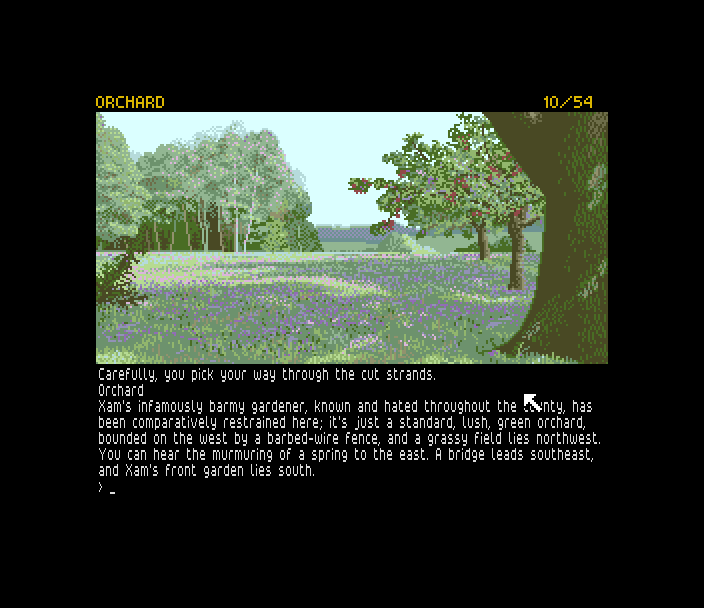 ORCHARD 10/54
Carefully, you pick your way through the cut strands.
Orchard
Xam's infamously barmy gardener, known and hated throughout the county, has
been comparatively restrained here; it's just a standard, lush, green orchard,
bounded on the west by a barbed-wire fence, and a grassy field lies northwest.
You can hear the murmuring of a spring to the east. A bridge leads southeast,
and Xam's front garden lies south.
> _